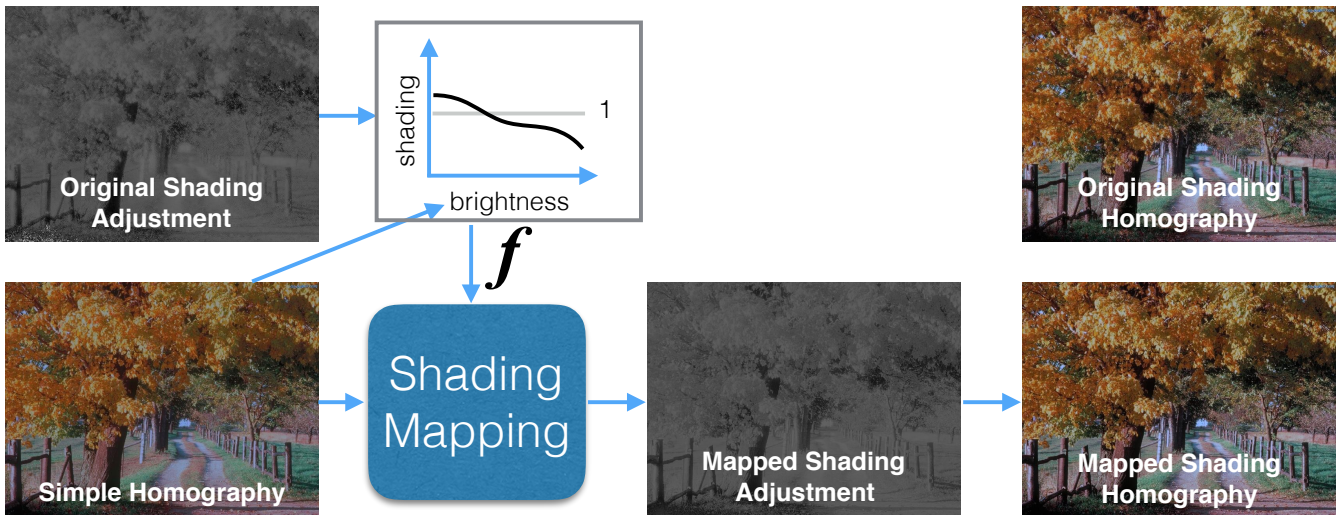 Original Shading
Adjustment
shading
1
brightness
f
Original Shading
Homography
Simple Homography
Shading
Mapping
Mapped Shading
Adjustment
Mapped Shading
Homography